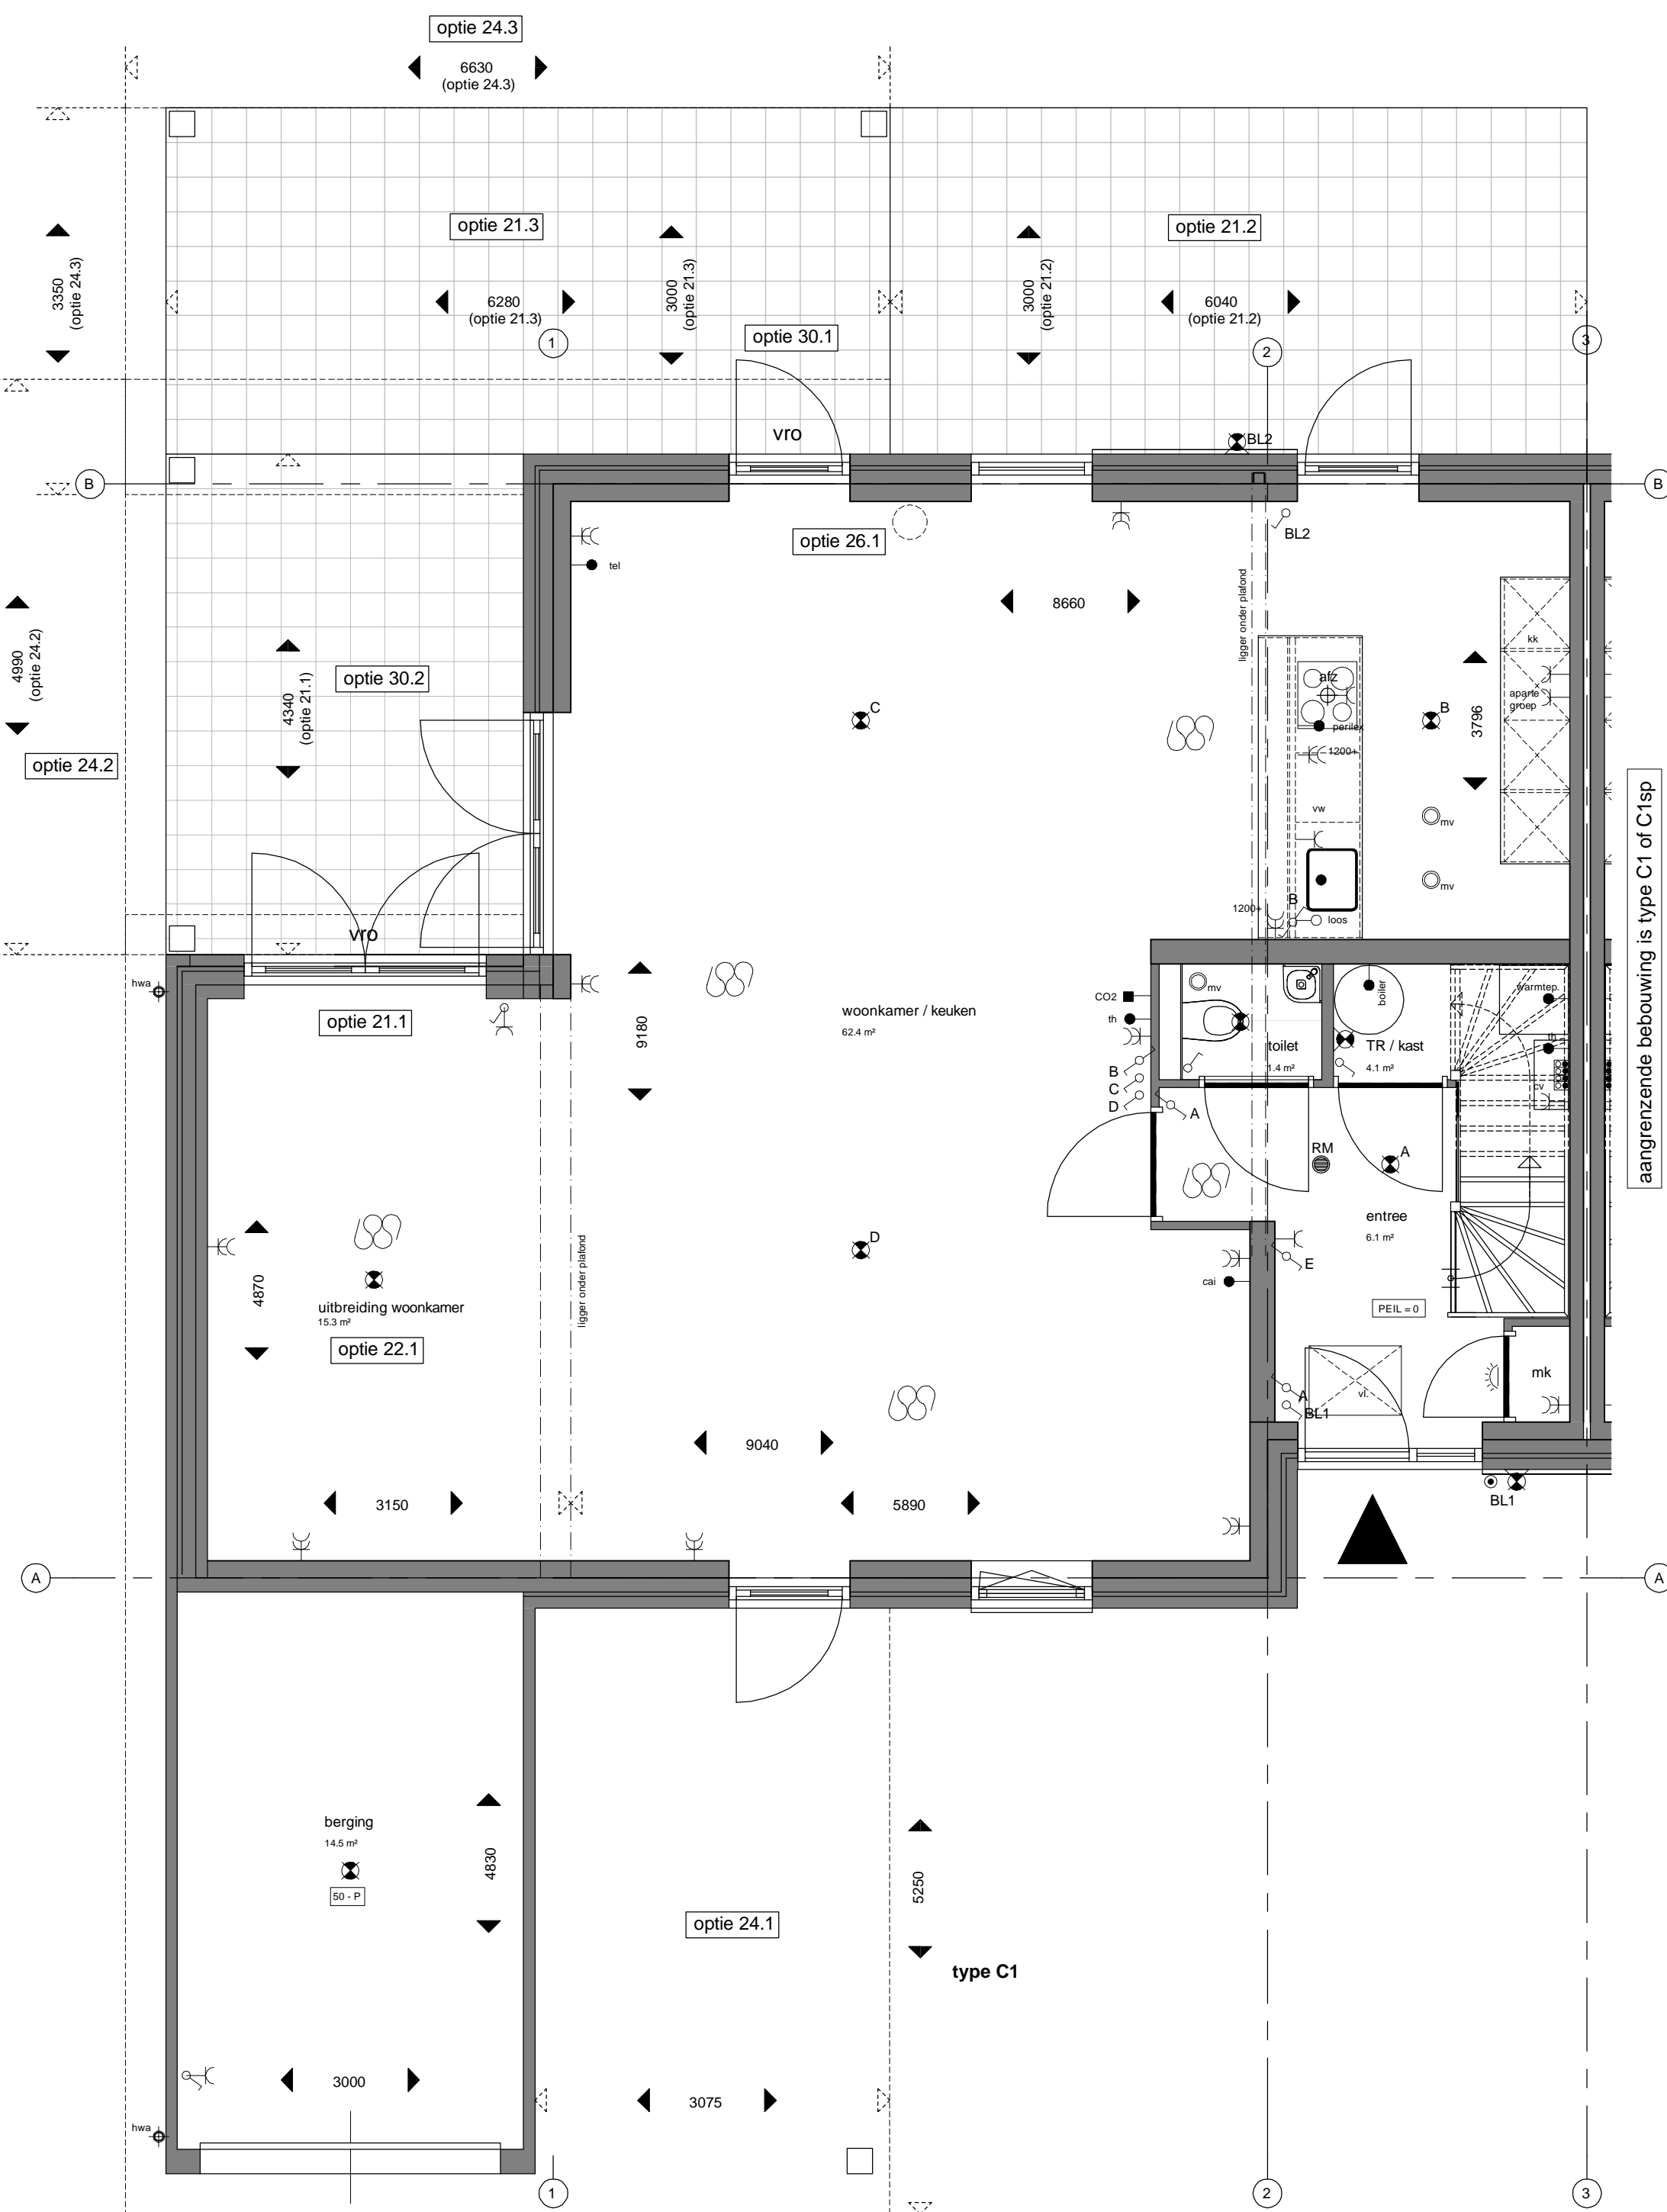 optie 24.3
6630
(optie 24.3)
optie 21.3
optie 21.2
3350
(optie 24.3)
6280
(optie 21.3)
3000
(optie 21.3)
3000
(optie 21.2)
6040
(optie 21.2)
1
optie 30.1
2
3
vro
BL2
B
B
optie 26.1
BL2
tel
8660
ligger onder plafond
kk
4990
(optie 24.2)
4340
(optie 21.1)
optie 30.2
afz
aparte
groep
C
B
perilex
3796
1200+
optie 24.2
vw
mv
mv
aangrenzende bebouwing is type C1 of C1sp
B
1200+
loos
vro
hwa
optie 21.1
9180
woonkamer / keuken
62.4 m²
CO2
th
mv
boiler
warmtep.
th
toilet
1.4 m²
TR / kast
4.1 m²
cv
B
C
D
A
RM
A
entree
6.1 m²
D
E
cai
4870
uitbreiding woonkamer
15.3 m²
ligger onder plafond
PEIL = 0
optie 22.1
mk
vl.
A
BL1
9040
3150
5890
BL1
A
A
berging
14.5 m²
4830
50 - P
5250
optie 24.1
type C1
3000
3075
hwa
1
2
3